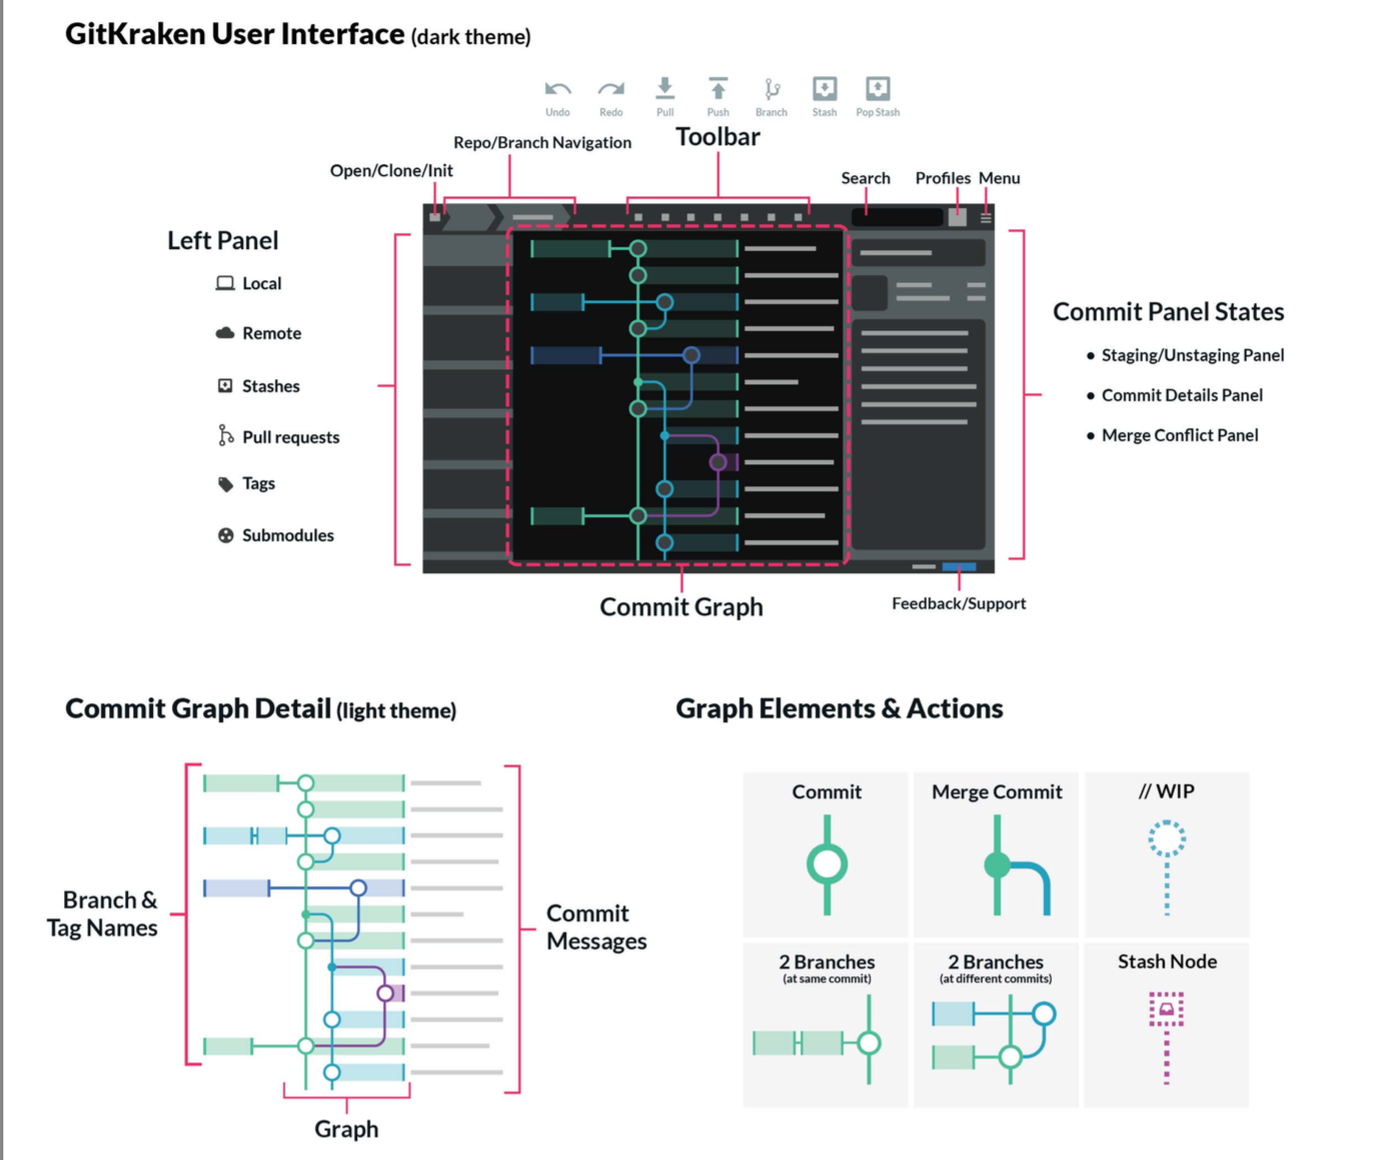 GitKraken User Interface (dark theme)
Undo
Redo
Pull
Push
Branch
Stash
Pop Stash
Toolbar
Repo/Branch Navigation
Open/Clone/Init
Search
Profiles
Menu
Left Panel
Local
Remote
Stashes
Pull requests
Tags
Submodules
Commit Panel States
• Staging/Unstaging Panel
• Commit Details Panel
• Merge Conflict Panel
Commit Graph
Feedback/Support
Commit Graph Detail (light theme)
Branch &
Tag Names
Commit
Messages
Graph
Graph Elements & Actions
Commit
Merge Commit
// WIP
2 Branches
(at same commit)
2 Branches
(at different commits)
Stash Node